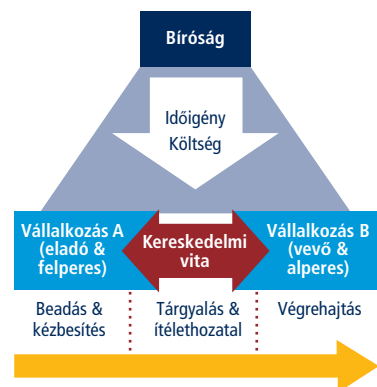 Bíróság
Időigény
Költség
Vállalkozás A
(eladó &
felperes)
Kereskedelmi
vita
Vállalkozás B
(vevő &
alperes)
Beadás &
kézbesítés
Tárgyalás &
ítélethozatal
Végrehajtás